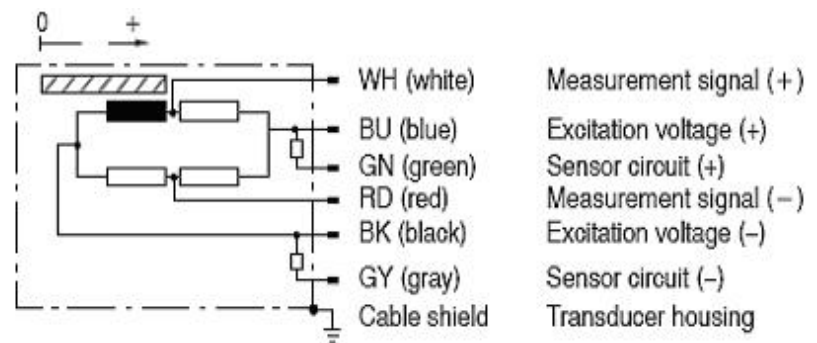 0 +
WH (white) Measurement signal (+)
BU (blue) Excitation voltage (+)
GN (green) Sensor circuit (+)
RD (red) Measurement signal (−)
BK (black) Excitation voltage (–)
GY (gray) Sensor circuit (–)
Cable shield Transducer housing